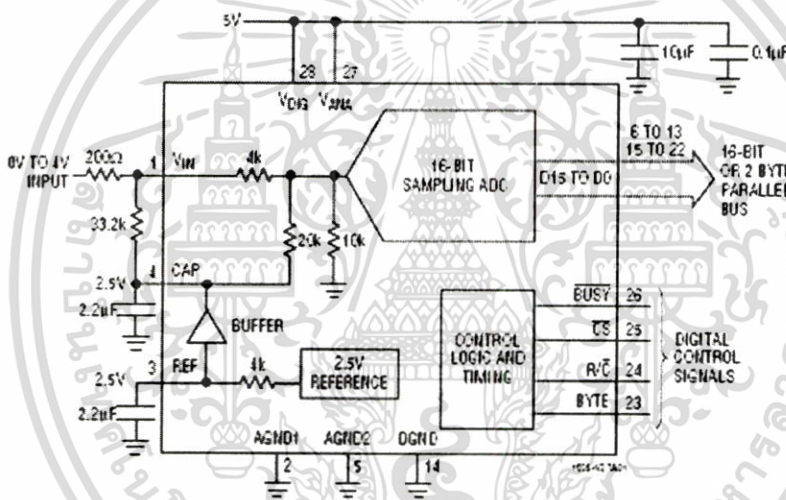 5V
10µF
0.1µF
28
27
VDIG
VANA
0V TO 4V
INPUT
200Ω
1
VIN
4k
33.2k
20k
10k
16-BIT
SAMPLING ADC
D15 TO D0
6 TO 13
15 TO 22
16-BIT
OR 2 BYTE
PARALLEL
BUS
2.5V
4
CAP
2.2µF
BUFFER
3
REF
2.5V
2.2µF
4k
2.5V
REFERENCE
CONTROL
LOGIC AND
TIMING
BUSY
26
CS
25
R/C
24
BYTE
23
DIGITAL
CONTROL
SIGNALS
AGND1
AGND2
DGND
2
5
14